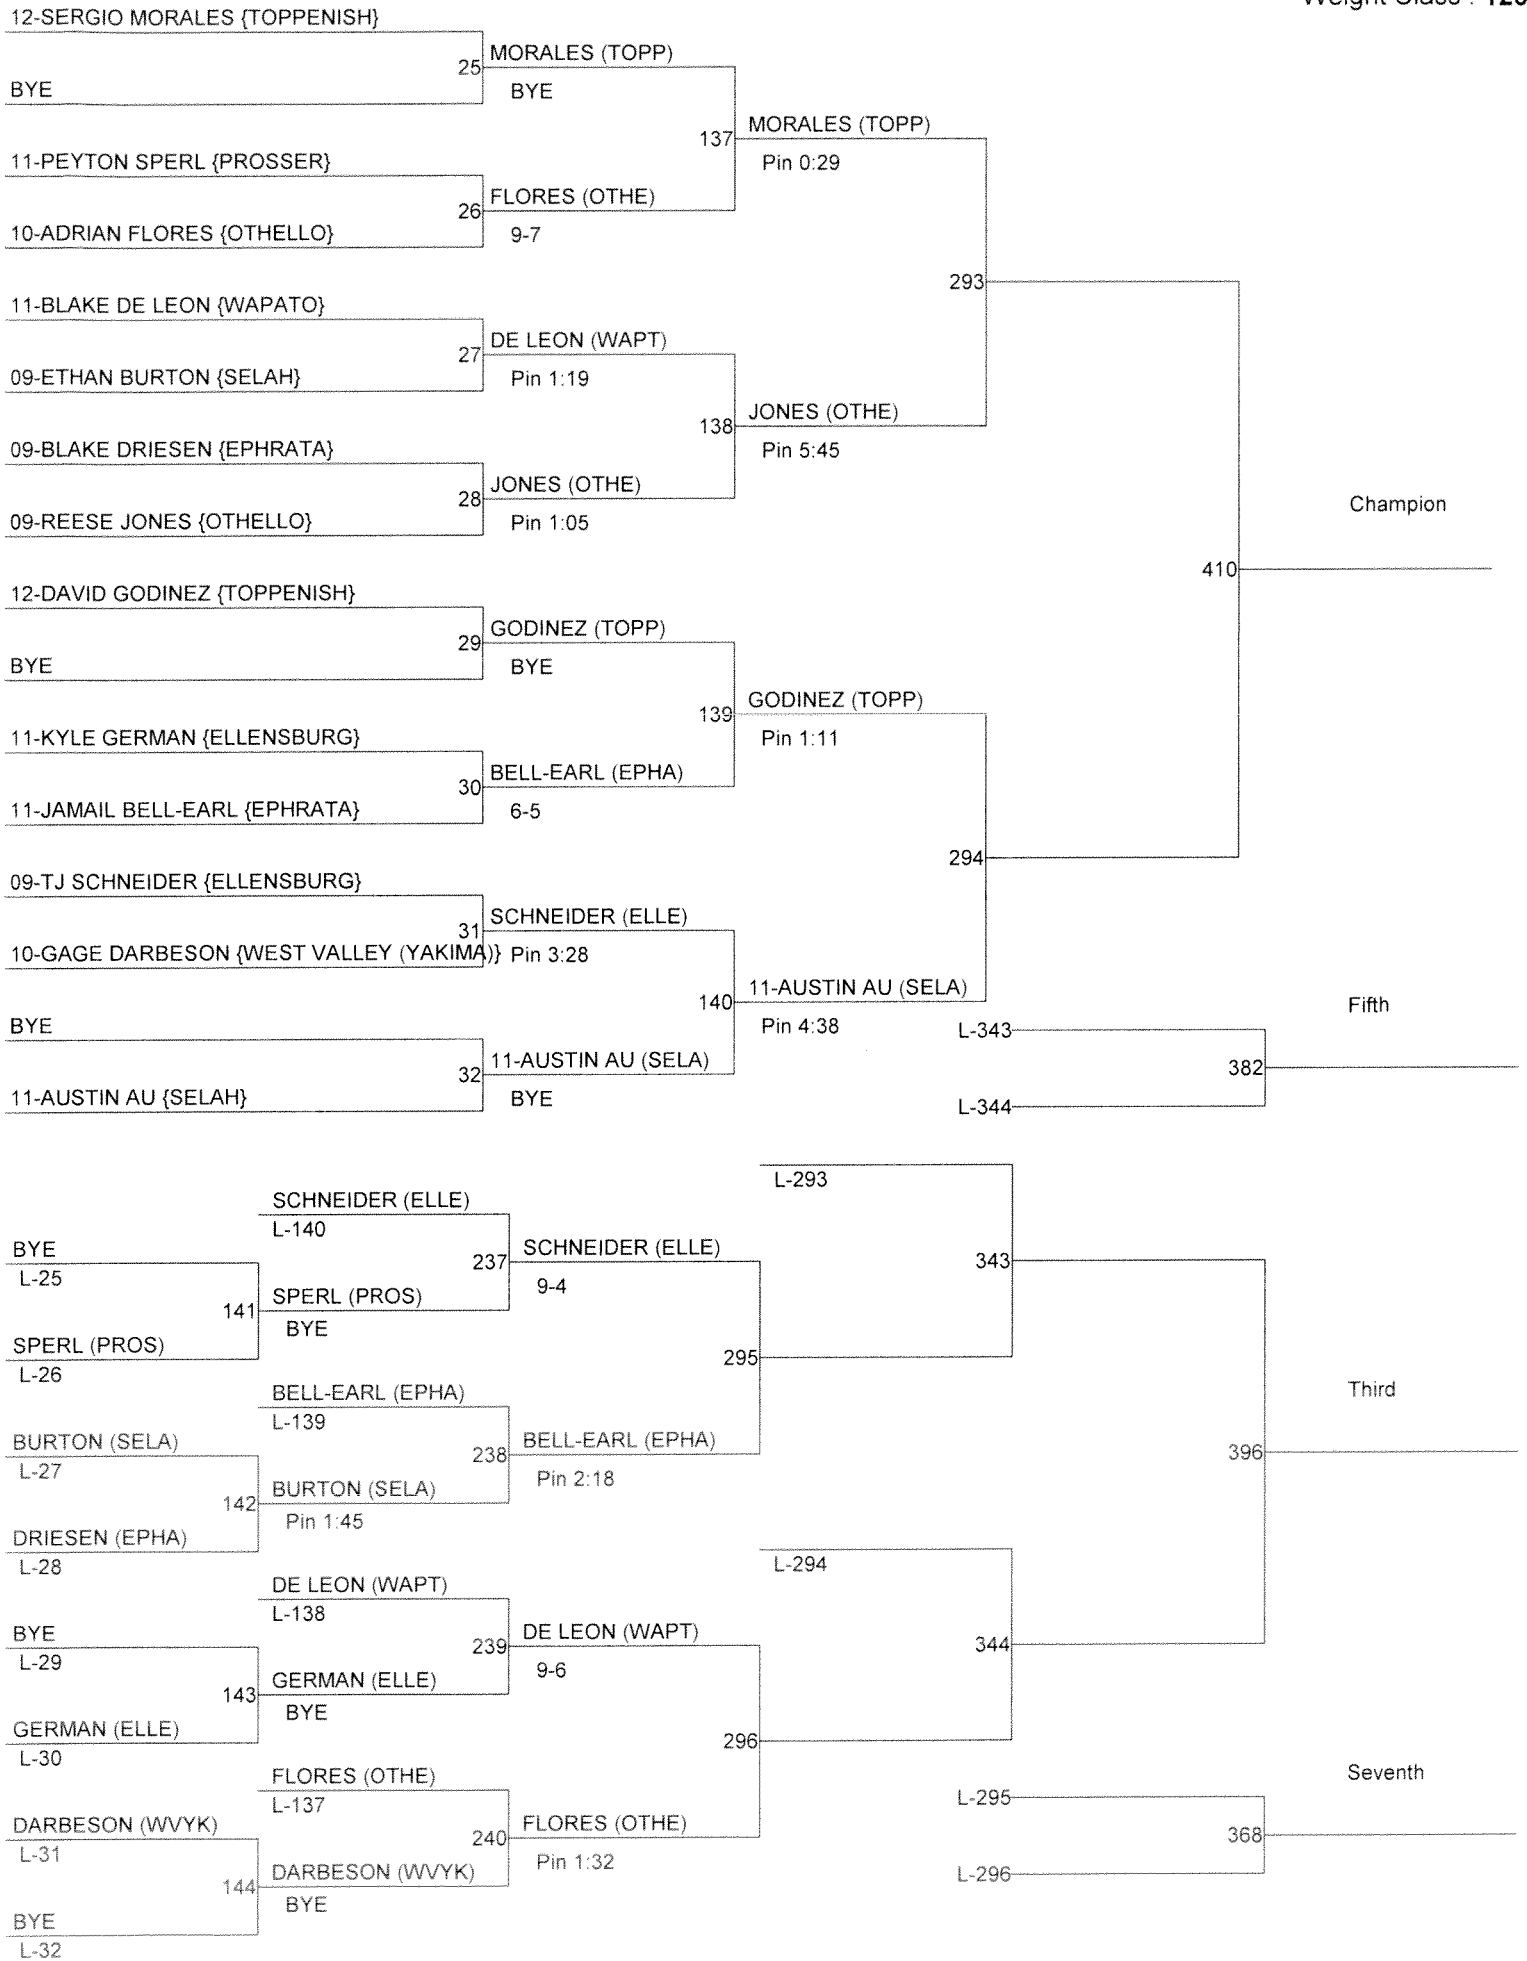 Weight Class :
12-SERGIO MORALES {TOPPENISH}
25
MORALES (TOPP)
BYE
BYE
137
MORALES (TOPP)
Pin 0:29
11-PEYTON SPERL {PROSSER}
26
FLORES (OTHE)
10-ADRIAN FLORES {OTHELLO}
9-7
293
11-BLAKE DE LEON {WAPATO}
27
DE LEON (WAPT)
09-ETHAN BURTON {SELAH}
Pin 1:19
138
JONES (OTHE)
Pin 5:45
09-BLAKE DRIESEN {EPHRATA}
28
JONES (OTHE)
09-REESE JONES {OTHELLO}
Pin 1:05
Champion
410
12-DAVID GODINEZ {TOPPENISH}
29
GODINEZ (TOPP)
BYE
BYE
139
GODINEZ (TOPP)
Pin 1:11
11-KYLE GERMAN {ELLENSBURG}
30
BELL-EARL (EPHA)
11-JAMAIL BELL-EARL {EPHRATA}
6-5
294
09-TJ SCHNEIDER {ELLENSBURG}
31
SCHNEIDER (ELLE)
10-GAGE DARBESON {WEST VALLEY (YAKIMA)}
Pin 3:28
140
11-AUSTIN AU (SELA)
Pin 4:38
BYE
32
11-AUSTIN AU (SELA)
11-AUSTIN AU {SELAH}
BYE
Fifth
L-343
382
L-344
L-293
SCHNEIDER (ELLE)
L-140
BYE
L-25
237
SCHNEIDER (ELLE)
9-4
343
141
SPERL (PROS)
BYE
SPERL (PROS)
L-26
295
BELL-EARL (EPHA)
L-139
Third
BURTON (SELA)
L-27
238
BELL-EARL (EPHA)
Pin 2:18
396
142
BURTON (SELA)
Pin 1:45
DRIESEN (EPHA)
L-28
L-294
DE LEON (WAPT)
L-138
BYE
L-29
239
DE LEON (WAPT)
9-6
344
143
GERMAN (ELLE)
BYE
GERMAN (ELLE)
L-30
296
FLORES (OTHE)
L-137
Seventh
L-295
DARBESON (WVYK)
L-31
240
FLORES (OTHE)
Pin 1:32
368
144
DARBESON (WVYK)
BYE
L-296
BYE
L-32